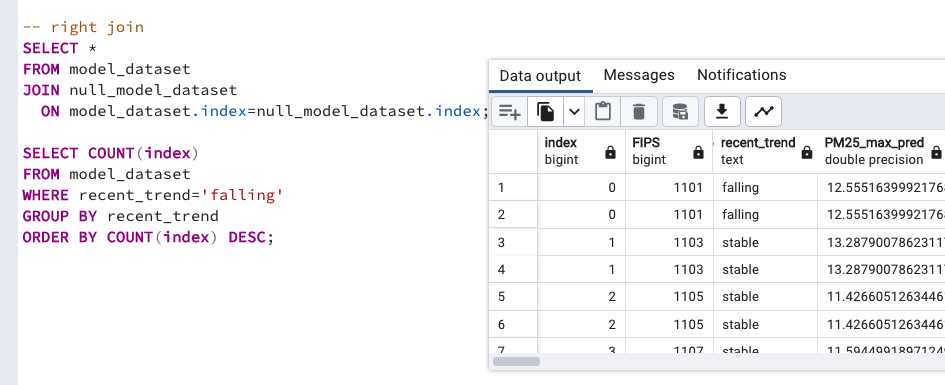 -- right join
SELECT *
FROM model_dataset
JOIN null_model_dataset
ON model_dataset.index=null_model_dataset.index;
SELECT COUNT(index)
FROM model_dataset
WHERE recent_trend='falling'
GROUP BY recent_trend
ORDER BY COUNT(index) DESC;
Data output Messages Notifications
index FIPS recent_trend PM25_max_pred
bigint bigint text double precision
1 0 1101 falling 12.5551639992176
2 0 1101 falling 12.5551639992176
3 1 1103 stable 13.2879007862311
4 1 1103 stable 13.2879007862311
5 2 1105 stable 11.4266051263446
6 2 1105 stable 11.4266051263446
7 3 1107 stable 11.5944991897124